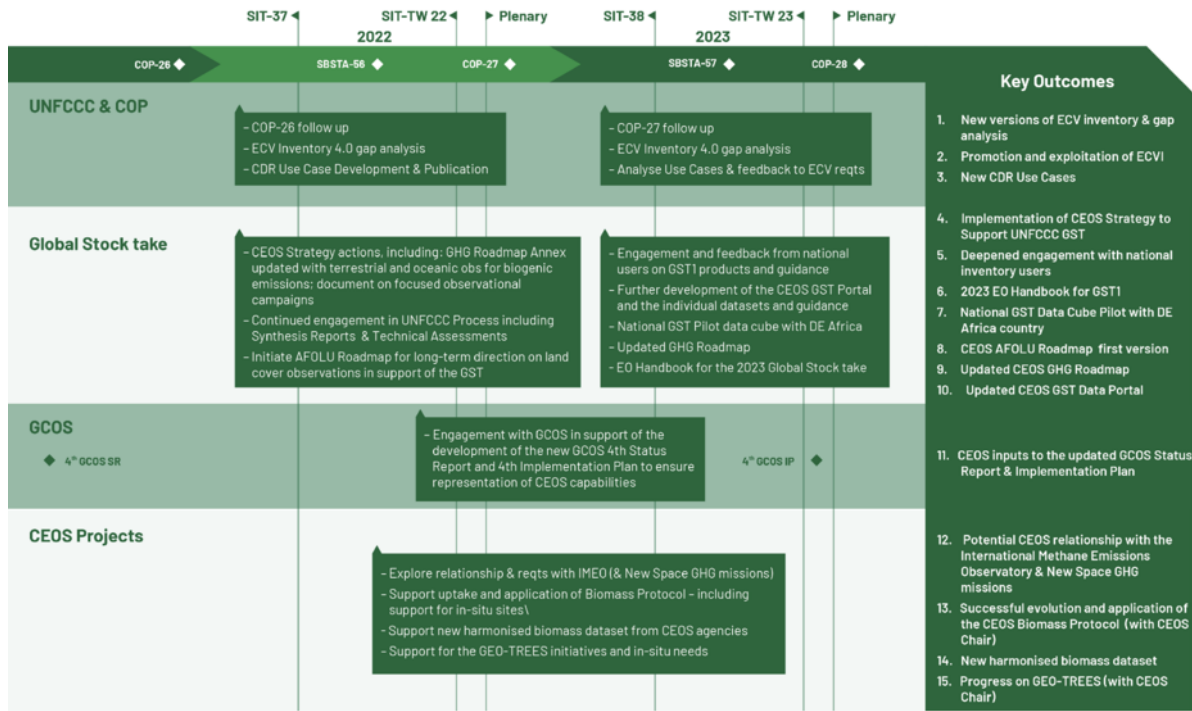 SIT-37
SIT-TW 22
Plenary
SIT-38
SIT-TW 23
Plenary
2022
2023
COP-26
SBSTA-56
COP-27
SBSTA-57
COP-28
UNFCCC & COP
– COP-26 follow up
– ECV Inventory 4.0 gap analysis
– CDR Use Case Development & Publication
– COP-27 follow up
– ECV Inventory 4.0 gap analysis
– Analyse Use Cases & feedback to ECV reqts
Global Stock take
– CEOS Strategy actions, including: GHG Roadmap Annex
updated with terrestrial and oceanic obs for biogenic
emissions; document on focused observational
campaigns
– Continued engagement in UNFCCC Process including
Synthesis Reports & Technical Assessments
– Initiate AFOLU Roadmap for long-term direction on land
cover observations in support of the GST
– Engagement and feedback from national
users on GST1 products and guidance
– Further development of the CEOS GST Portal
and the individual datasets and guidance
– National GST Pilot data cube with DE Africa
– Updated GHG Roadmap
– EO Handbook for the 2023 Global Stock take
GCOS
4th GCOS SR
– Engagement with GCOS in support of the
development of the new GCOS 4th Status
Report and 4th Implementation Plan to ensure
representation of CEOS capabilities
4th GCOS IP
CEOS Projects
– Explore relationship & reqts with IMEO (& New Space GHG missions)
– Support uptake and application of Biomass Protocol – including
support for in-situ sites\
– Support new harmonised biomass dataset from CEOS agencies
– Support for the GEO-TREES initiatives and in-situ needs
Key Outcomes
1. New versions of ECV inventory & gap
analysis
2. Promotion and exploitation of ECVI
3. New CDR Use Cases
4. Implementation of CEOS Strategy to
Support UNFCCC GST
5. Deepened engagement with national
inventory users
6. 2023 EO Handbook for GST1
7. National GST Data Cube Pilot with DE
Africa country
8. CEOS AFOLU Roadmap first version
9. Updated CEOS GHG Roadmap
10. Updated CEOS GST Data Portal
11. CEOS inputs to the updated GCOS Status
Report & Implementation Plan
12. Potential CEOS relationship with the
International Methane Emissions
Observatory & New Space GHG
missions
13. Successful evolution and application of
the CEOS Biomass Protocol (with CEOS
Chair)
14. New harmonised biomass dataset
15. Progress on GEO-TREES (with CEOS
Chair)